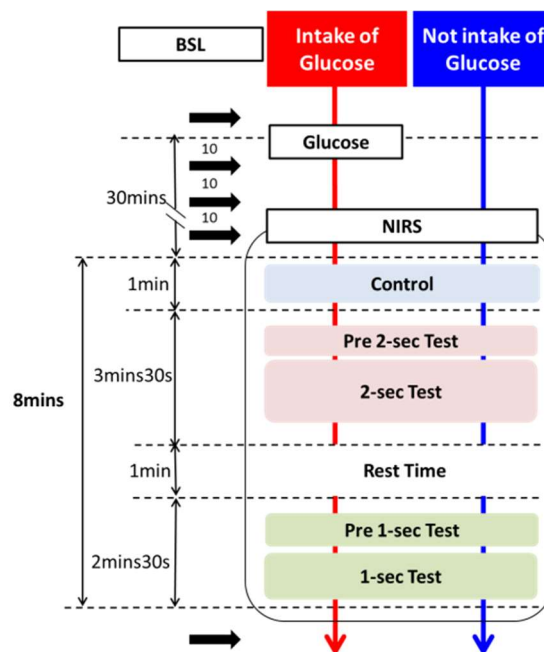 BSL
Intake of
Glucose
Not intake of
Glucose
Glucose
10
10
10
30mins
NIRS
1min
Control
Pre 2-sec Test
3mins30s
2-sec Test
8mins
1min
Rest Time
Pre 1-sec Test
2mins30s
1-sec Test